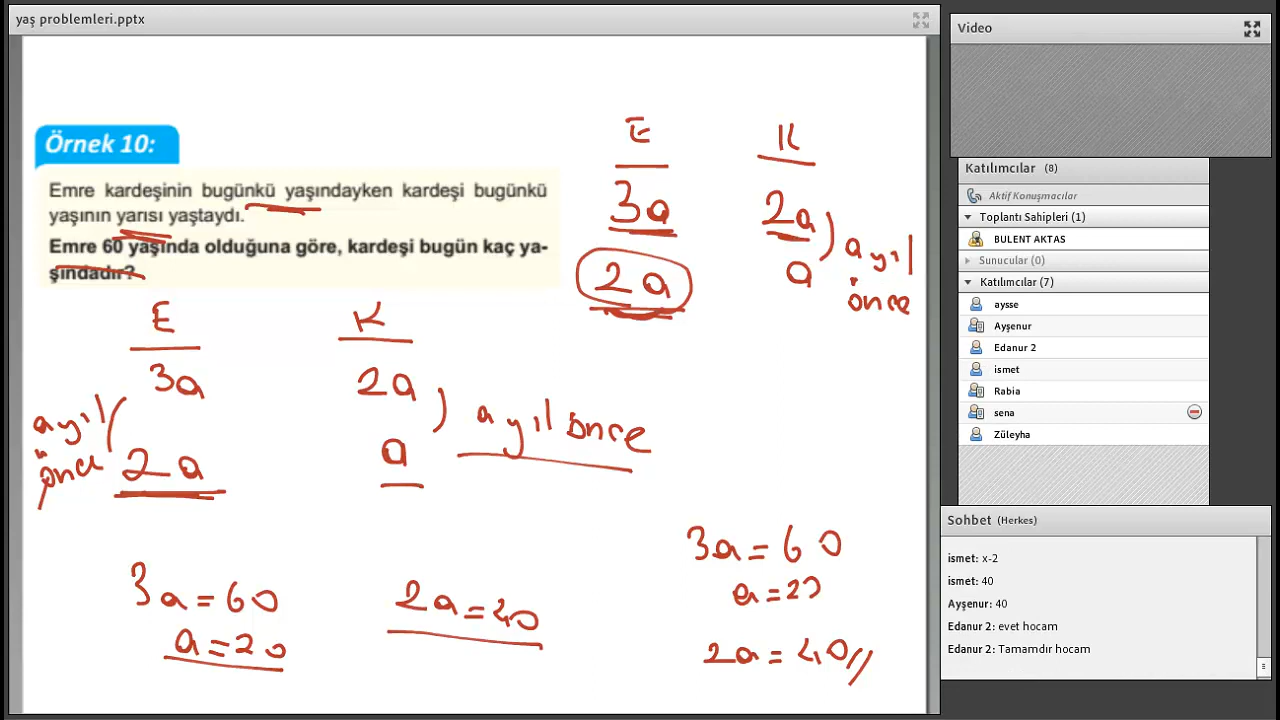 yaş problemleri.pptx
Örnek 10:
Emre kardeşinin bugünkü yaşındayken kardeşi bugünkü
yaşının yarısı yaştaydı.
Emre 60 yaşında olduğuna göre, kardeşi bugün kaç ya-
şındadır?
E K
3a 2a
2a a
a yıl
önce
E K
3a 2a
a yıl
önce
2a a
a yıl önce
3a = 60
a = 20
2a = 40
3a = 60
a = 20
2a = 40 //
Video
Katılımcılar (8)
Aktif Konuşmacılar
Toplantı Sahipleri (1)
BULENT AKTAS
Sunucular (0)
Katılımcılar (7)
aysse
Ayşenur
Edanur 2
ismet
Rabia
sena
Züleyha
Sohbet (Herkes)
ismet: x-2
ismet: 40
Ayşenur: 40
Edanur 2: evet hocam
Edanur 2: Tamamdır hocam